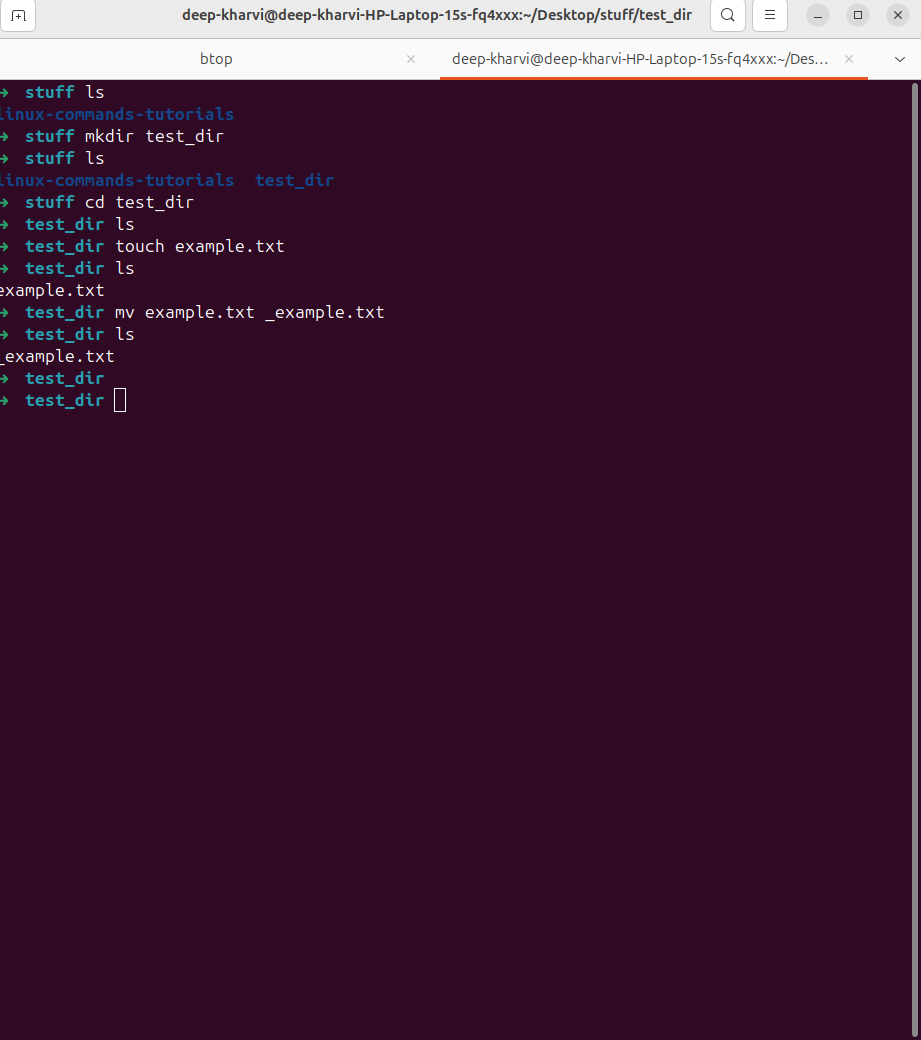 deep-kharvi@deep-kharvi-HP-Laptop-15s-fq4xxx:~/Desktop/stuff/test_dir
btop
deep-kharvi@deep-kharvi-HP-Laptop-15s-fq4xxx:~/Des...
→ stuff ls
linux-commands-tutorials
→ stuff mkdir test_dir
→ stuff ls
linux-commands-tutorials test_dir
→ stuff cd test_dir
→ test_dir ls
→ test_dir touch example.txt
→ test_dir ls
example.txt
→ test_dir mv example.txt _example.txt
→ test_dir ls
_example.txt
→ test_dir
→ test_dir